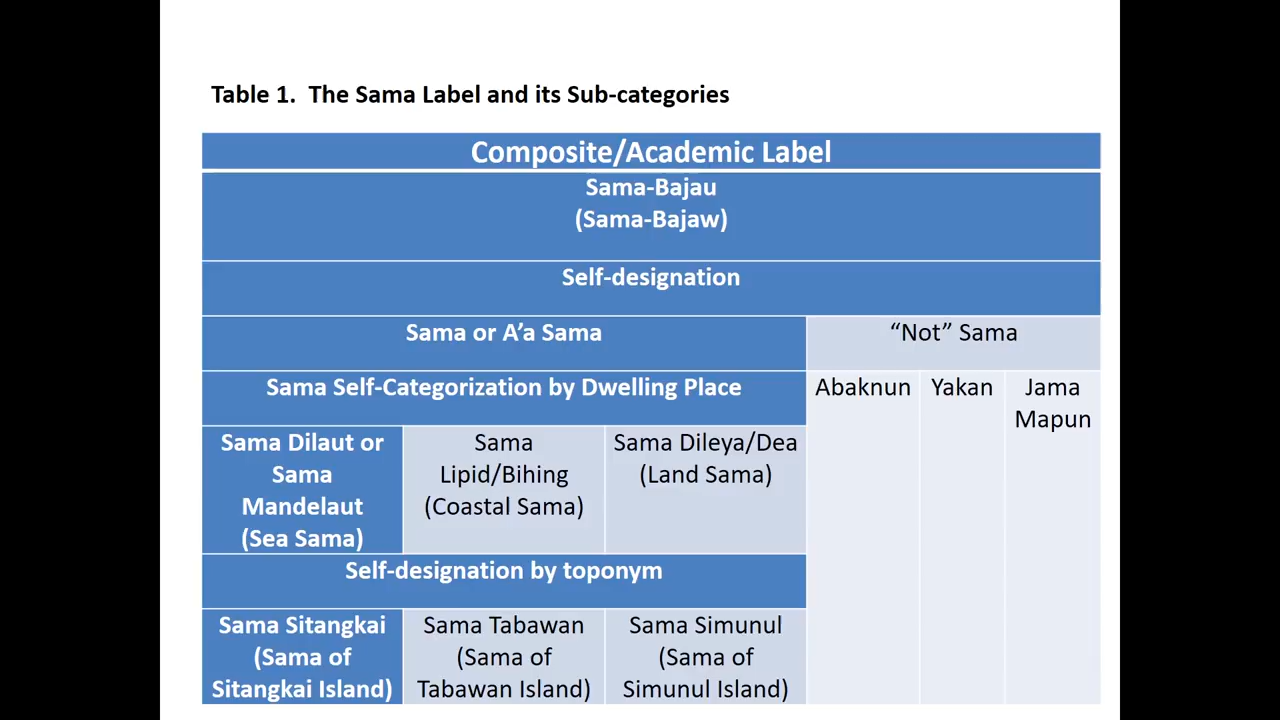 Table 1.  The Sama Label and its Sub-categories
Composite/Academic Label
Sama-Bajau
(Sama-Bajaw)
Self-designation
Sama or A’a Sama
“Not” Sama
Sama Self-Categorization by Dwelling Place
Abaknun
Yakan
Jama
Mapun
Sama Dilaut or
Sama
Mandelaut
(Sea Sama)
Sama
Lipid/Bihing
(Coastal Sama)
Sama Dileya/Dea
(Land Sama)
Self-designation by toponym
Sama Sitangkai
(Sama of
Sitangkai Island)
Sama Tabawan
(Sama of
Tabawan Island)
Sama Simunul
(Sama of
Simunul Island)